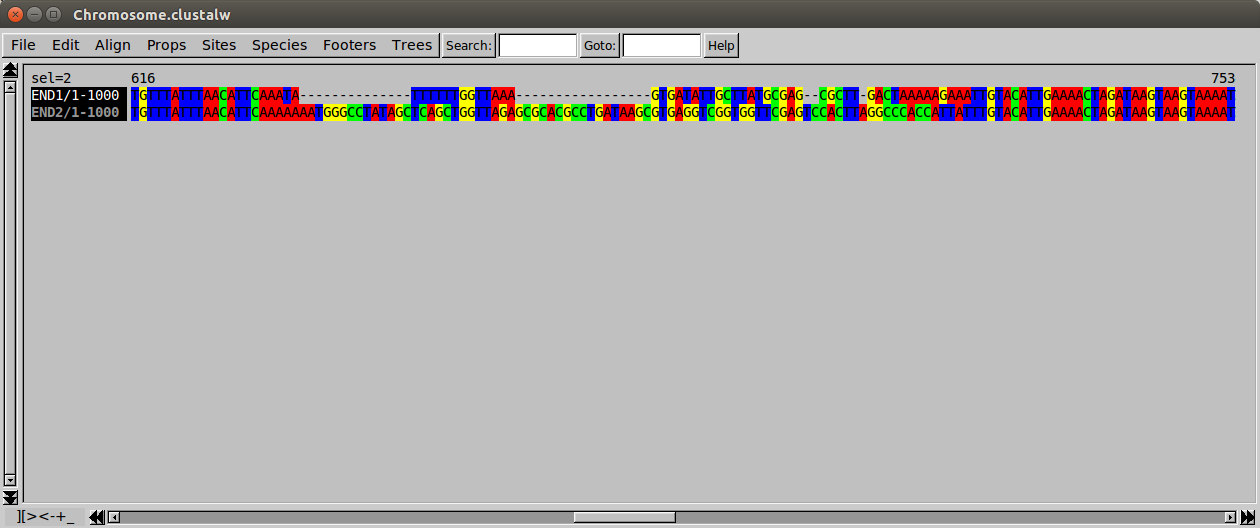 Chromosome.clustalw
File Edit Align Props Sites Species Footers Trees Search: Goto: Help
sel=2 616 753
END1/1-1000 TGTTTATTTAACATTCAAATA--------------TTTTTTGGTTAAA-----------------GTGATATTGCTTATGCGAG--CGCTT-GACTAAAAAGAAATTGTACATTGAAAACTAGATAAGTAAGTAAAAT
END2/1-1000 TGTTTATTTAACATTCAAAAAAATGGGCCTATAGCTCAGCTGGTTAGAGCGCACGCCTGATAAGCGTGAGGTCGGTGGTTCGAGTCCACTTAGGCCCACCATTATTTGTACATTGAAAACTAGATAAGTAAGTAAAAT
][><-+_